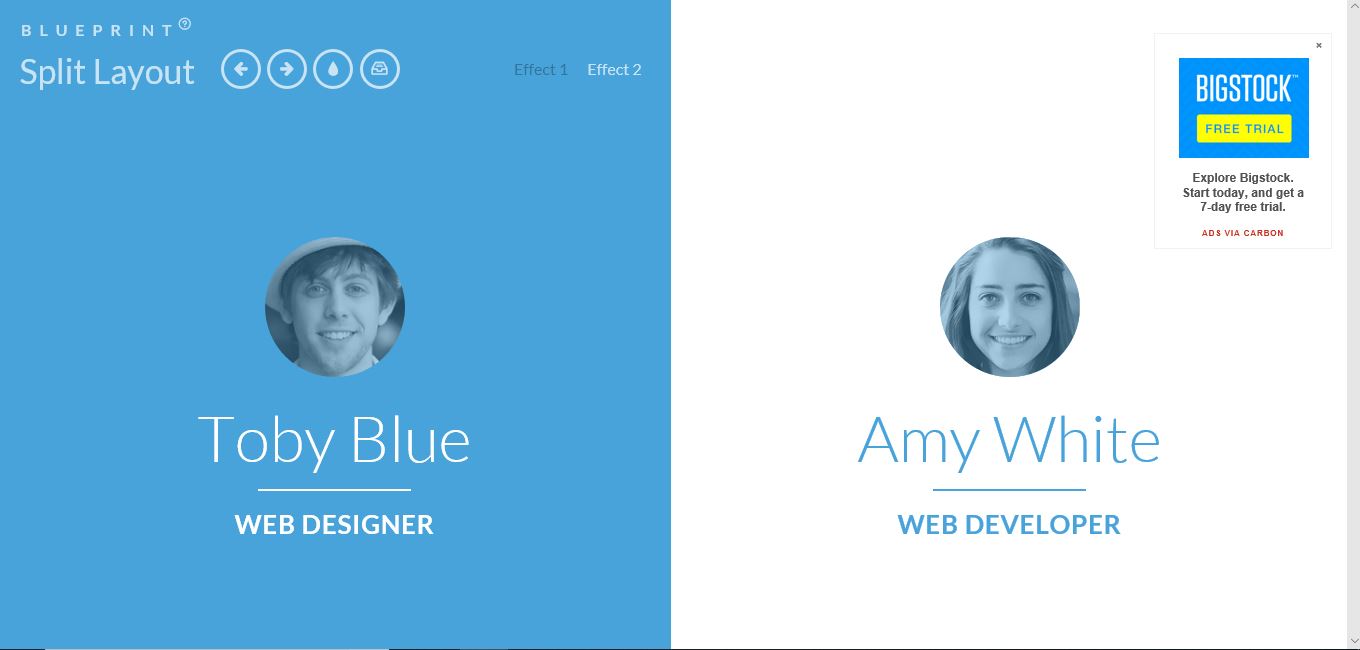 BLUEPRINT ?
Split Layout
Effect 1 Effect 2
×
BIGSTOCK™
FREE TRIAL
Explore Bigstock.
Start today, and get a
7-day free trial.
ADS VIA CARBON
Toby Blue
WEB DESIGNER
Amy White
WEB DEVELOPER